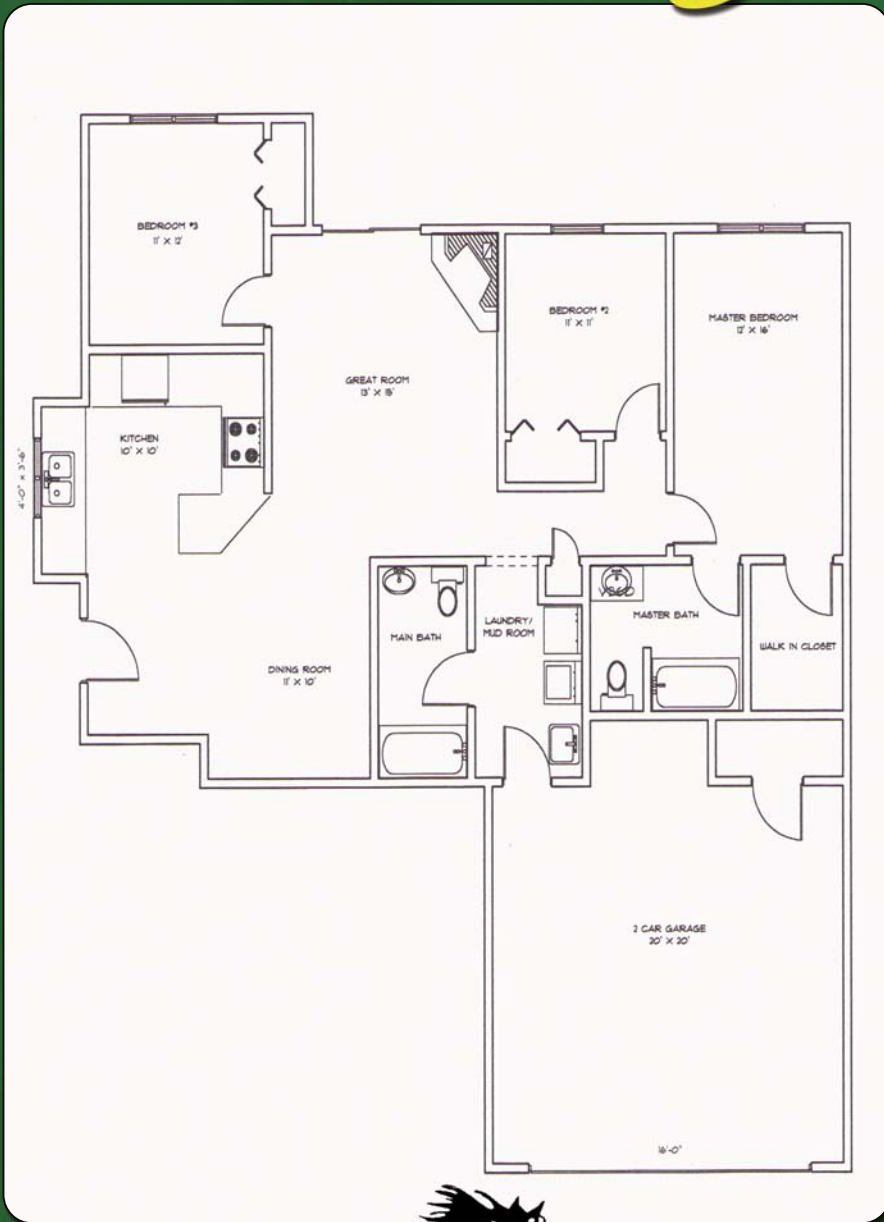 BEDROOM #3
11' X 12'
BEDROOM #2
11' X 11'
MASTER BEDROOM
12' X 16'
GREAT ROOM
13' X 15'
KITCHEN
10' X 10'
4'-0" x 3'-6"
MAIN BATH
LAUNDRY/
MUD ROOM
MASTER BATH
WALK IN CLOSET
DINING ROOM
11' X 10'
2 CAR GARAGE
20' X 20'
16'-0"